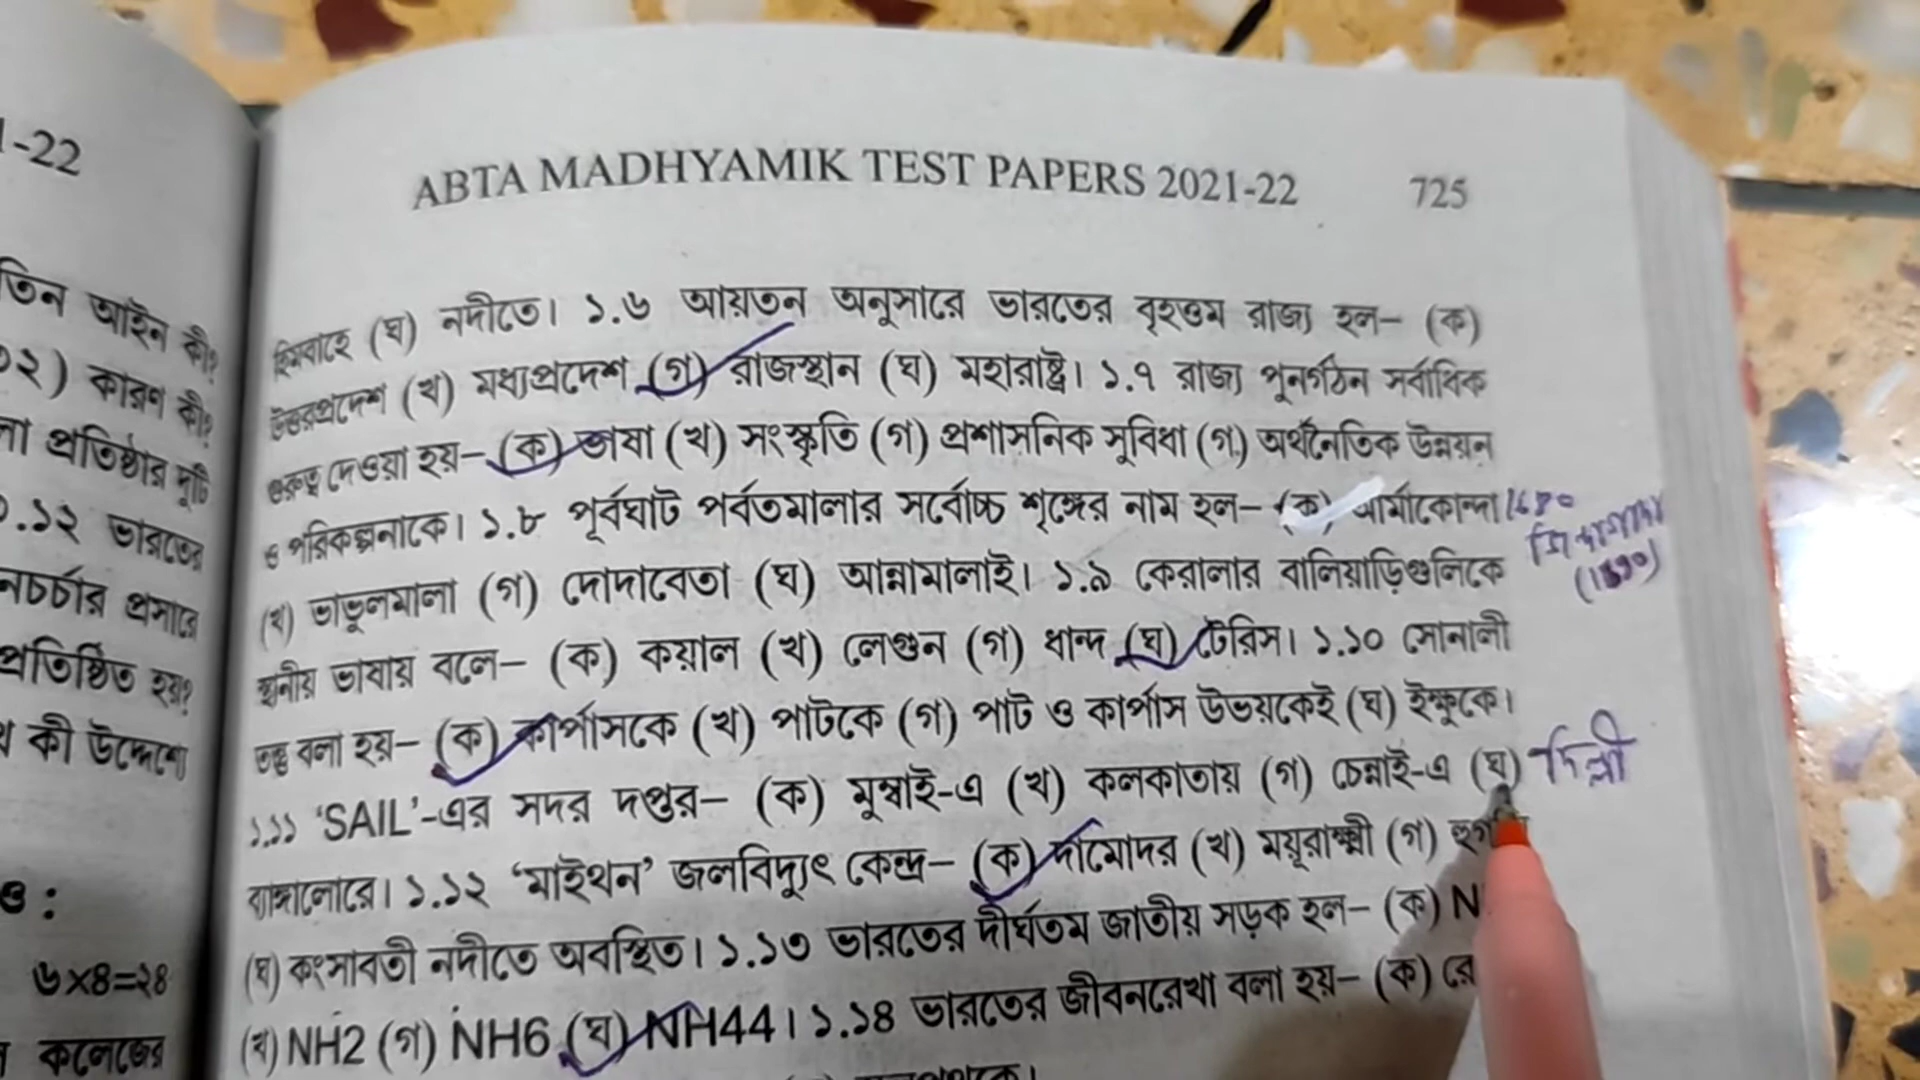 1-22
তিন আইন কী?
০২) কারণ কী?
লা প্রতিষ্ঠার দুটি
০.১২ ভারতের
নচর্চার প্রসারে
প্রতিষ্ঠিত হয়?
থ কী উদ্দেশ্যে
ও :
৬×৪=২৪
কলেজের
ABTA MADHYAMIK TEST PAPERS 2021-22 725
হিমবাহে (ঘ) নদীতে। ১.৬ আয়তন অনুসারে ভারতের বৃহত্তম রাজ্য হল– (ক)
উত্তরপ্রদেশ (খ) মধ্যপ্রদেশ (গ) রাজস্থান (ঘ) মহারাষ্ট্র। ১.৭ রাজ্য পুনর্গঠন সর্বাধিক
গুরুত্ব দেওয়া হয়– (ক) ভাষা (খ) সংস্কৃতি (গ) প্রশাসনিক সুবিধা (গ) অর্থনৈতিক উন্নয়ন
ও পরিকল্পনাকে। ১.৮ পূর্বঘাট পর্বতমালার সর্বোচ্চ শৃঙ্গের নাম হল– (ক) আর্মাকোন্দা 1680
(খ) ভাভুলমালা (গ) দোদাবেতা (ঘ) আন্নামালাই। ১.৯ কেরালার বালিয়াড়িগুলিকে
স্থানীয় ভাষায় বলে– (ক) কয়াল (খ) লেগুন (গ) ধান্দ (ঘ) টেরিস। ১.১০ সোনালী
তন্তু বলা হয়– (ক) কার্পাসকে (খ) পাটকে (গ) পাট ও কার্পাস উভয়কেই (ঘ) ইক্ষুকে।
১.১১ ‘SAIL’-এর সদর দপ্তর– (ক) মুম্বাই-এ (খ) কলকাতায় (গ) চেন্নাই-এ (ঘ) দিল্লী
ব্যাঙ্গালোরে। ১.১২ ‘মাইথন’ জলবিদ্যুৎ কেন্দ্র– (ক) দামোদর (খ) ময়ূরাক্ষী (গ)
(ঘ) কংসাবতী নদীতে অবস্থিত। ১.১৩ ভারতের দীর্ঘতম জাতীয় সড়ক হল– (ক) N
(খ) NH2 (গ) NH6 (ঘ) NH44। ১.১৪ ভারতের জীবনরেখা বলা হয়– (ক) রে